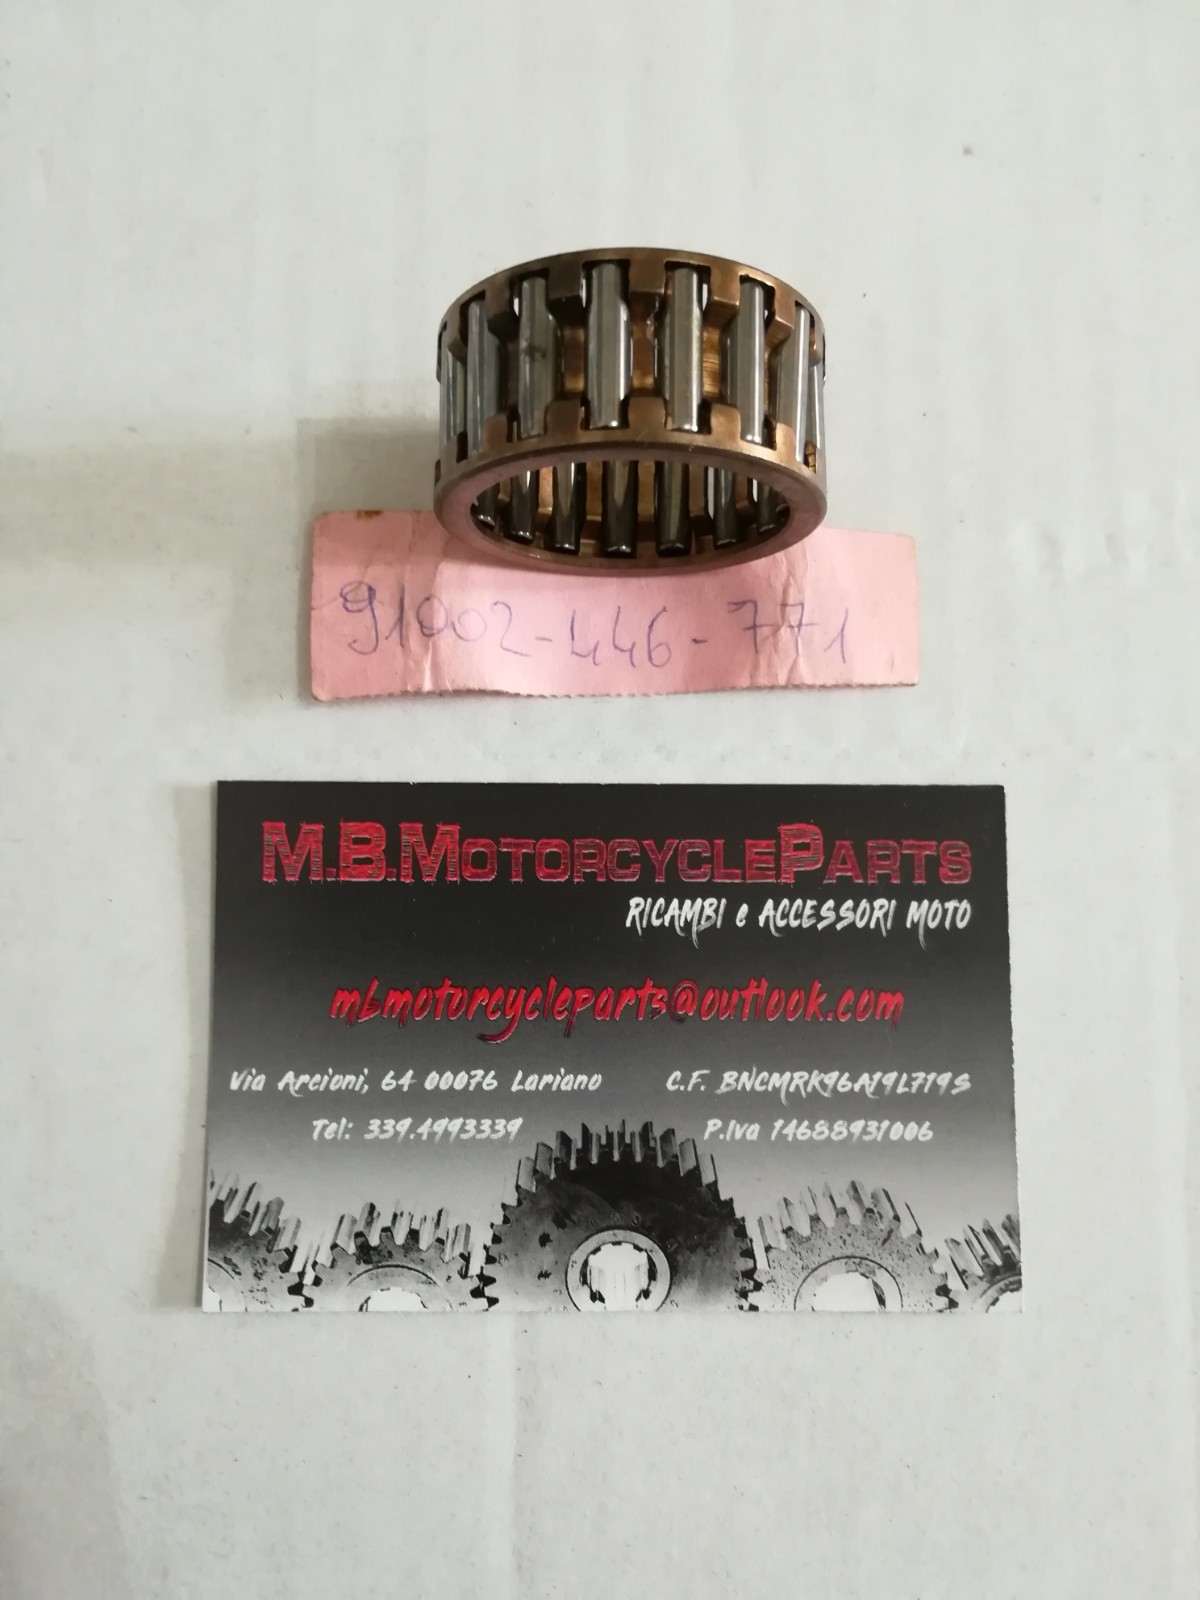 91002-446-771
M.B.MOTORCYCLEPARTS
RICAMBI e ACCESSORI MOTO
mbmotorcycleparts@outlook.com
Via Arcioni, 64 00076 Lariano
C.F. BNCMRK96A19L719S
Tel: 339.4993339
P.Iva 14688931006